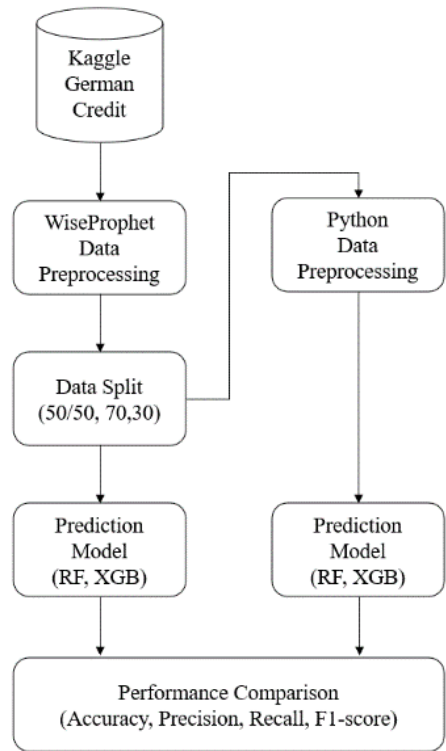 Kaggle
German
Credit
WiseProphet
Data
Preprocessing
Python
Data
Preprocessing
Data Split
(50/50, 70,30)
Prediction
Model
(RF, XGB)
Prediction
Model
(RF, XGB)
Performance Comparison
(Accuracy, Precision, Recall, F1-score)